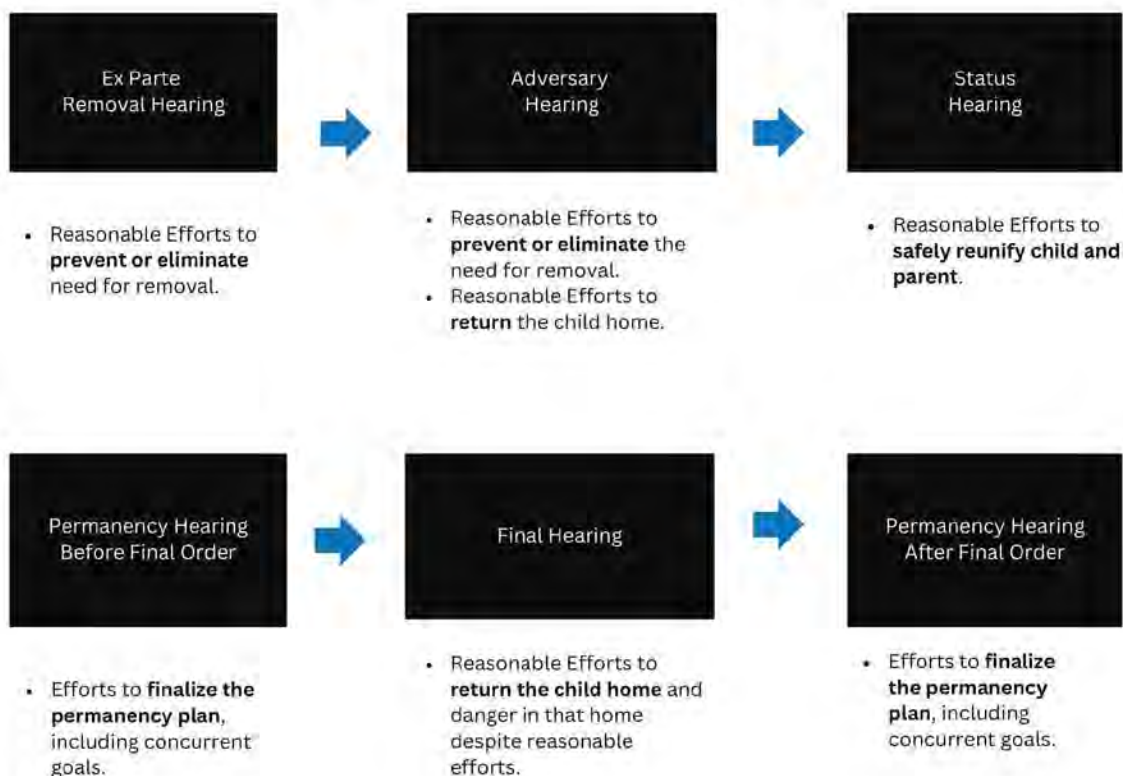 Ex Parte
Removal Hearing
Adversary
Hearing
Status
Hearing
• Reasonable Efforts to
prevent or eliminate
need for removal.
• Reasonable Efforts to
prevent or eliminate the
need for removal.
• Reasonable Efforts to
return the child home.
• Reasonable Efforts to
safely reunify child and
parent.
Permanency Hearing
Before Final Order
Final Hearing
Permanency Hearing
After Final Order
• Efforts to finalize the
permanency plan,
including concurrent
goals.
• Reasonable Efforts to
return the child home and
danger in that home
despite reasonable
efforts.
• Efforts to finalize
the permanency
plan, including
concurrent goals.